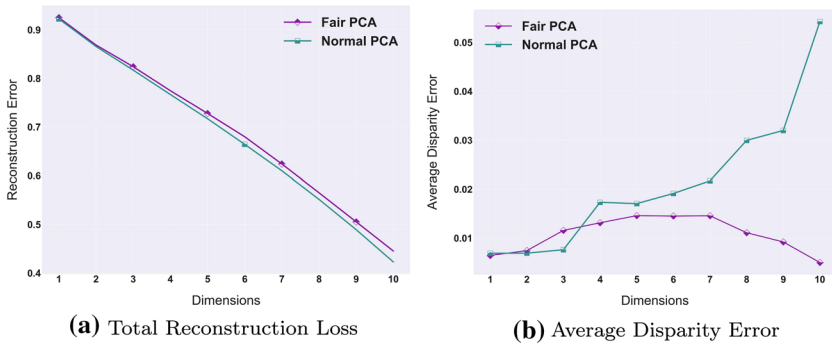 Fair PCA
Normal PCA
Reconstruction Error
0.9
0.8
0.7
0.6
0.5
0.4
1 2 3 4 5 6 7 8 9 10
Dimensions
(a) Total Reconstruction Loss
Fair PCA
Normal PCA
Average Disparity Error
0.05
0.04
0.03
0.02
0.01
1 2 3 4 5 6 7 8 9 10
Dimensions
(b) Average Disparity Error